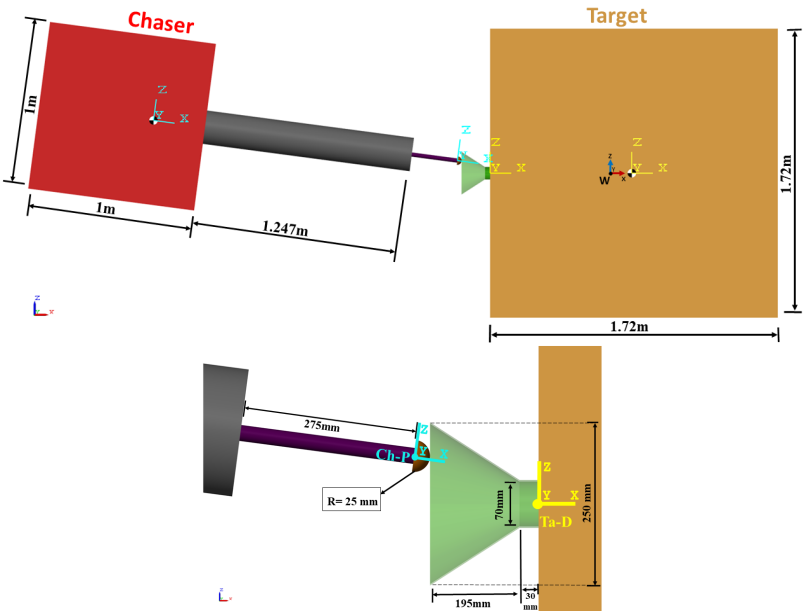 Chaser
Target
1m
Z
Y
X
1m
1.247m
Z
Y
X
Z
Y
X
Z
Y
X
W
Z
Y
X
1.72m
1.72m
Z
X
275mm
Z
Y
Ch-P
R= 25 mm
70mm
Z
Y
X
Ta-D
250 mm
30
mm
195mm